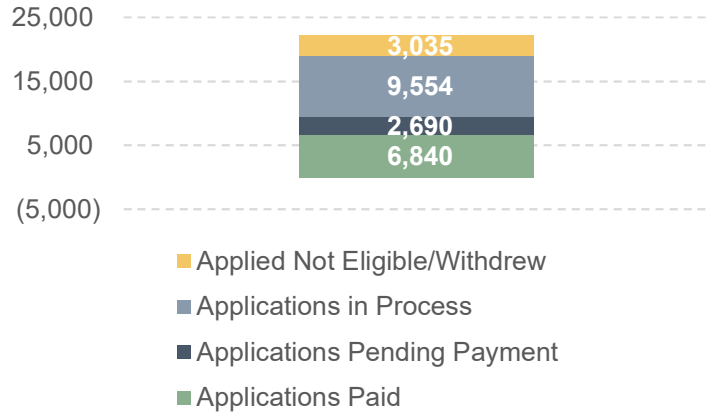 25,000
3,035
15,000
9,554
2,690
5,000
6,840
(5,000)
Applied Not Eligible/Withdrew
Applications in Process
Applications Pending Payment
Applications Paid